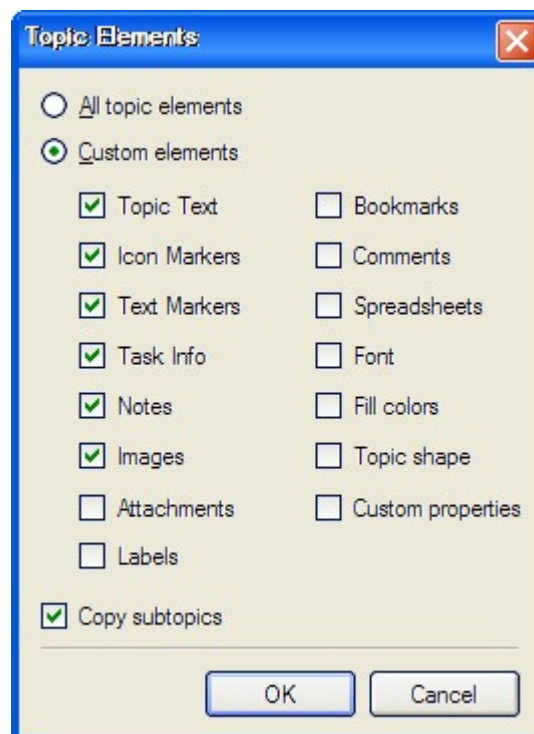 Topic Elements
All topic elements
Custom elements
Topic Text
Icon Markers
Text Markers
Task Info
Notes
Images
Attachments
Labels
Bookmarks
Comments
Spreadsheets
Font
Fill colors
Topic shape
Custom properties
Copy subtopics
OK
Cancel